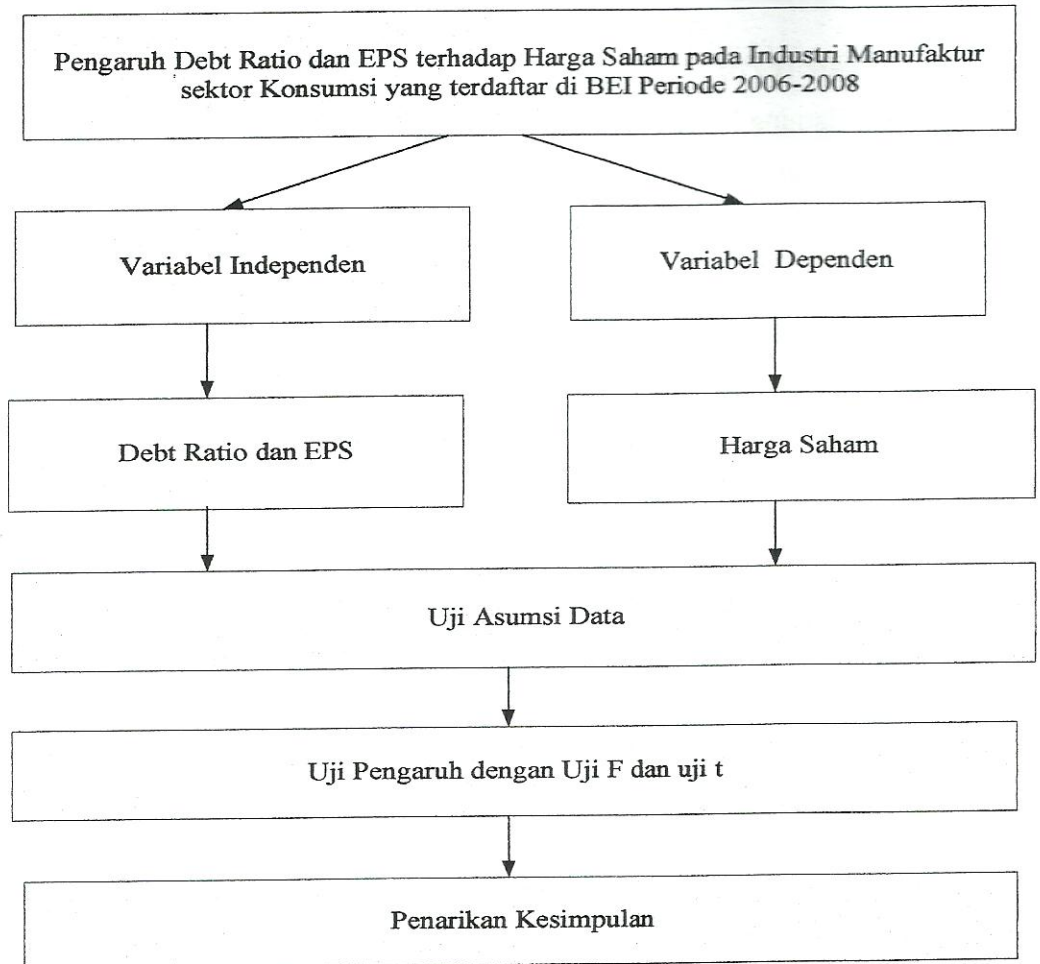 Pengaruh Debt Ratio dan EPS terhadap Harga Saham pada Industri Manufaktur
sektor Konsumsi yang terdaftar di BEI Periode 2006-2008
Variabel Independen
Variabel Dependen
Debt Ratio dan EPS
Harga Saham
Uji Asumsi Data
Uji Pengaruh dengan Uji F dan uji t
Penarikan Kesimpulan